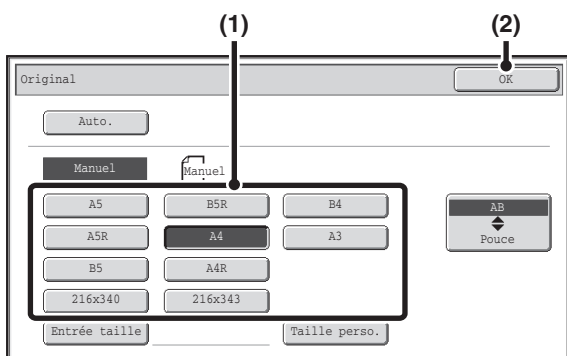 (1) (2)
Original OK
Auto.
Manuel Manuel
A5 B5R B4 AB
A5R A4 A3 Pouce
B5 A4R
216x340 216x343
Entrée taille Taille perso.